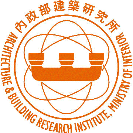 內政部建築研究所
ARCHITECTURE & BUILDING RESEARCH INSTITUTE, MINISTRY OF INTERIOR